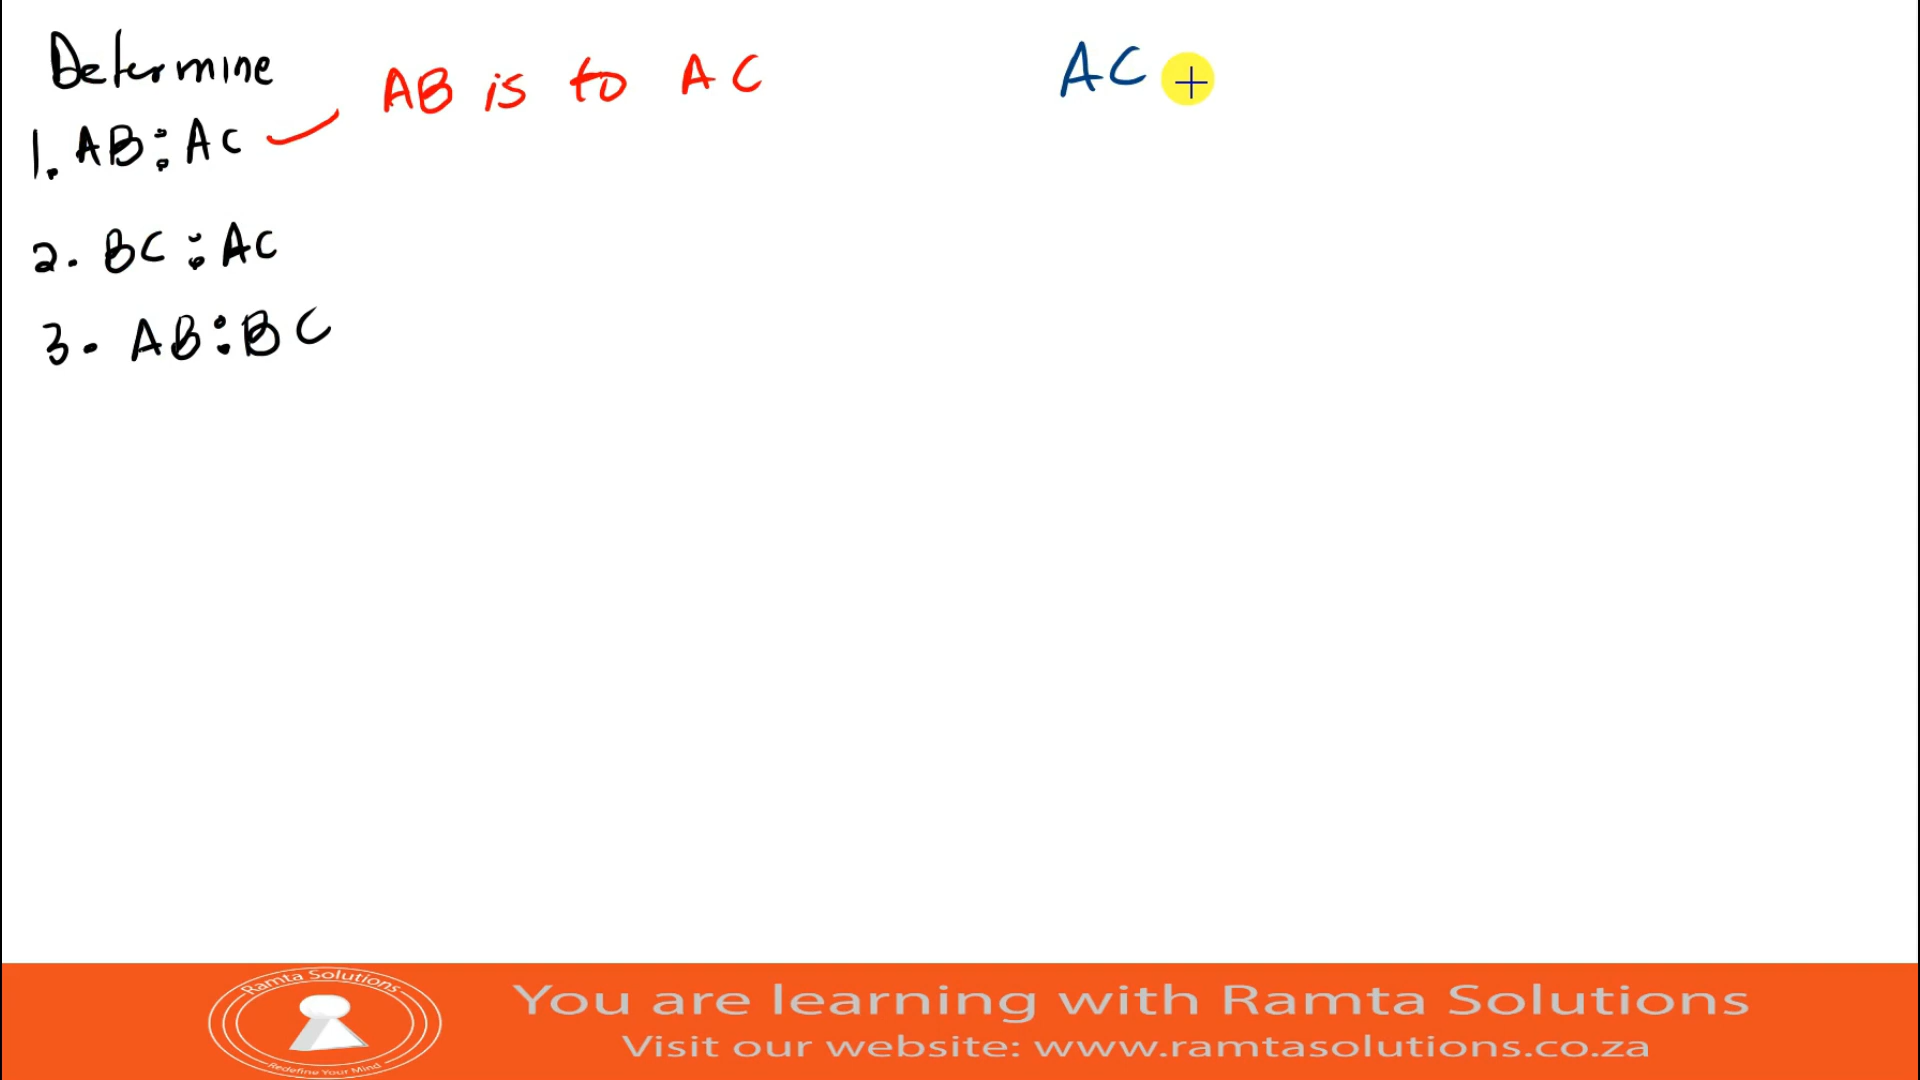 Determine
AB is to AC
AC
1. AB : AC
2. BC : AC
3. AB : BC
Ramta Solutions
Redefine Your Mind
You are learning with Ramta Solutions
Visit our website: www.ramtasolutions.co.za